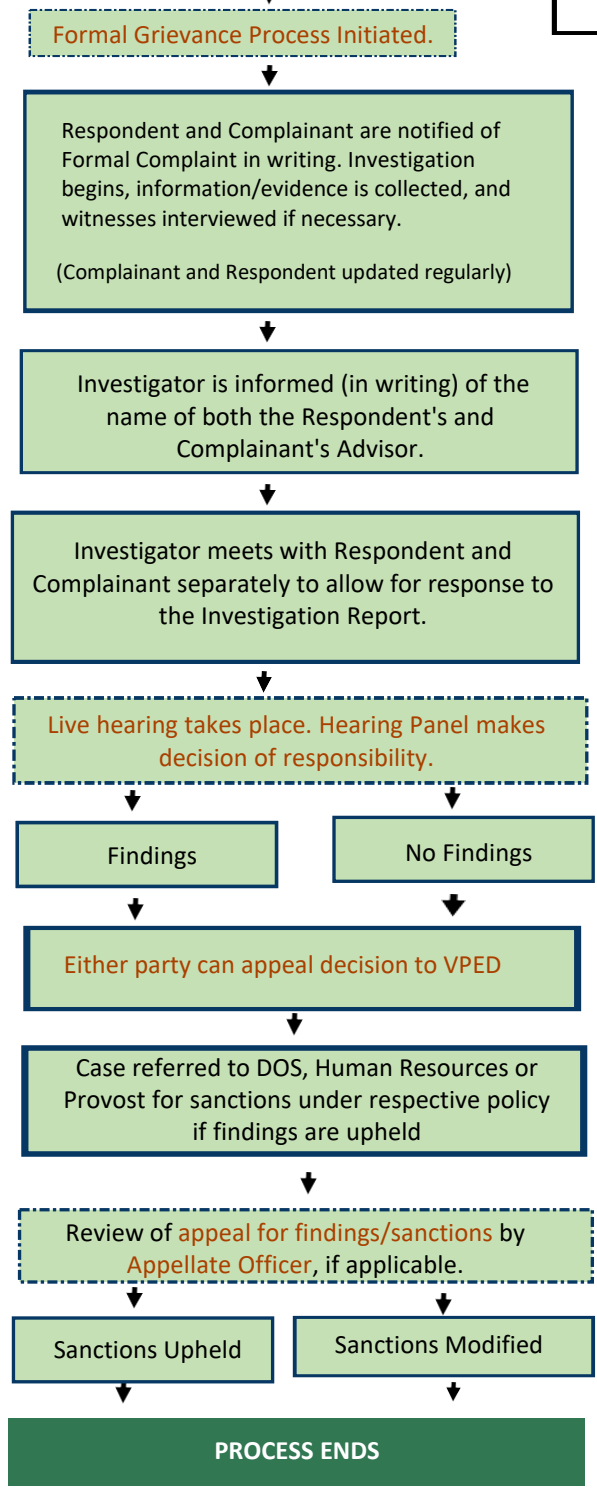 Formal Grievance Process Initiated.
Respondent and Complainant are notified of
Formal Complaint in writing. Investigation
begins, information/evidence is collected, and
witnesses interviewed if necessary.
(Complainant and Respondent updated regularly)
Investigator is informed (in writing) of the
name of both the Respondent's and
Complainant's Advisor.
Investigator meets with Respondent and
Complainant separately to allow for response to
the Investigation Report.
Live hearing takes place. Hearing Panel makes
decision of responsibility.
Findings
No Findings
Either party can appeal decision to VPED
Case referred to DOS, Human Resources or
Provost for sanctions under respective policy
if findings are upheld
Review of appeal for findings/sanctions by
Appellate Officer, if applicable.
Sanctions Upheld
Sanctions Modified
PROCESS ENDS